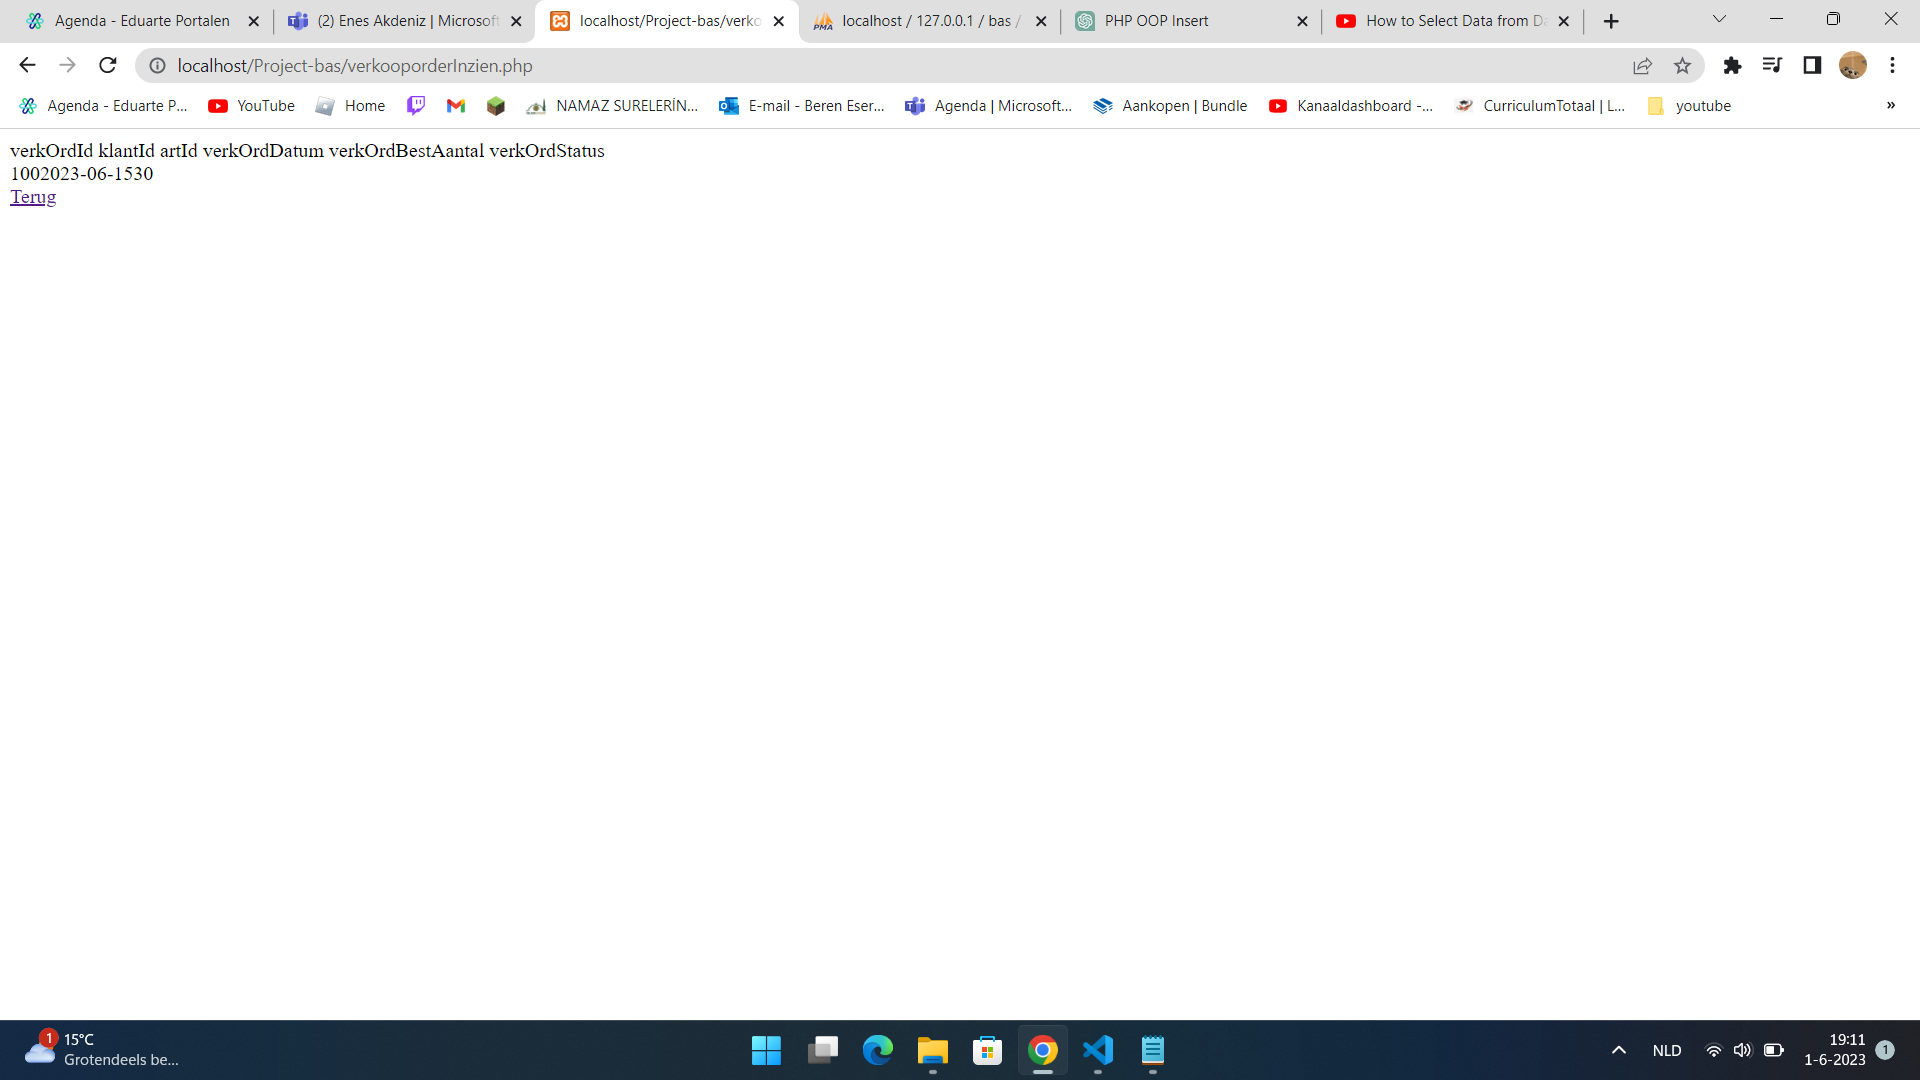 Agenda - Eduarte Portalen
(2) Enes Akdeniz | Microsoft
localhost/Project-bas/verko
localhost / 127.0.0.1 / bas /
PHP OOP Insert
How to Select Data from Da
localhost/Project-bas/verkooporderInzien.php
Agenda - Eduarte P...
YouTube
Home
NAMAZ SURELERİN...
E-mail - Beren Eser...
Agenda | Microsoft...
Aankopen | Bundle
Kanaaldashboard -...
CurriculumTotaal | L...
youtube
»
verkOrdId klantId artId verkOrdDatum verkOrdBestAantal verkOrdStatus
1002023-06-1530
Terug
1
15°C
Grotendeels be...
NLD
19:11
1-6-2023
1
PMA